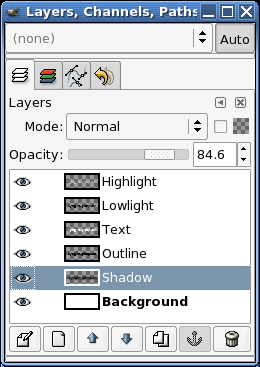 Layers, Channels, Paths
(none)
Auto
Layers
Mode: Normal
Opacity: 84.6
Highlight
Lowlight
Text
Outline
Shadow
Background